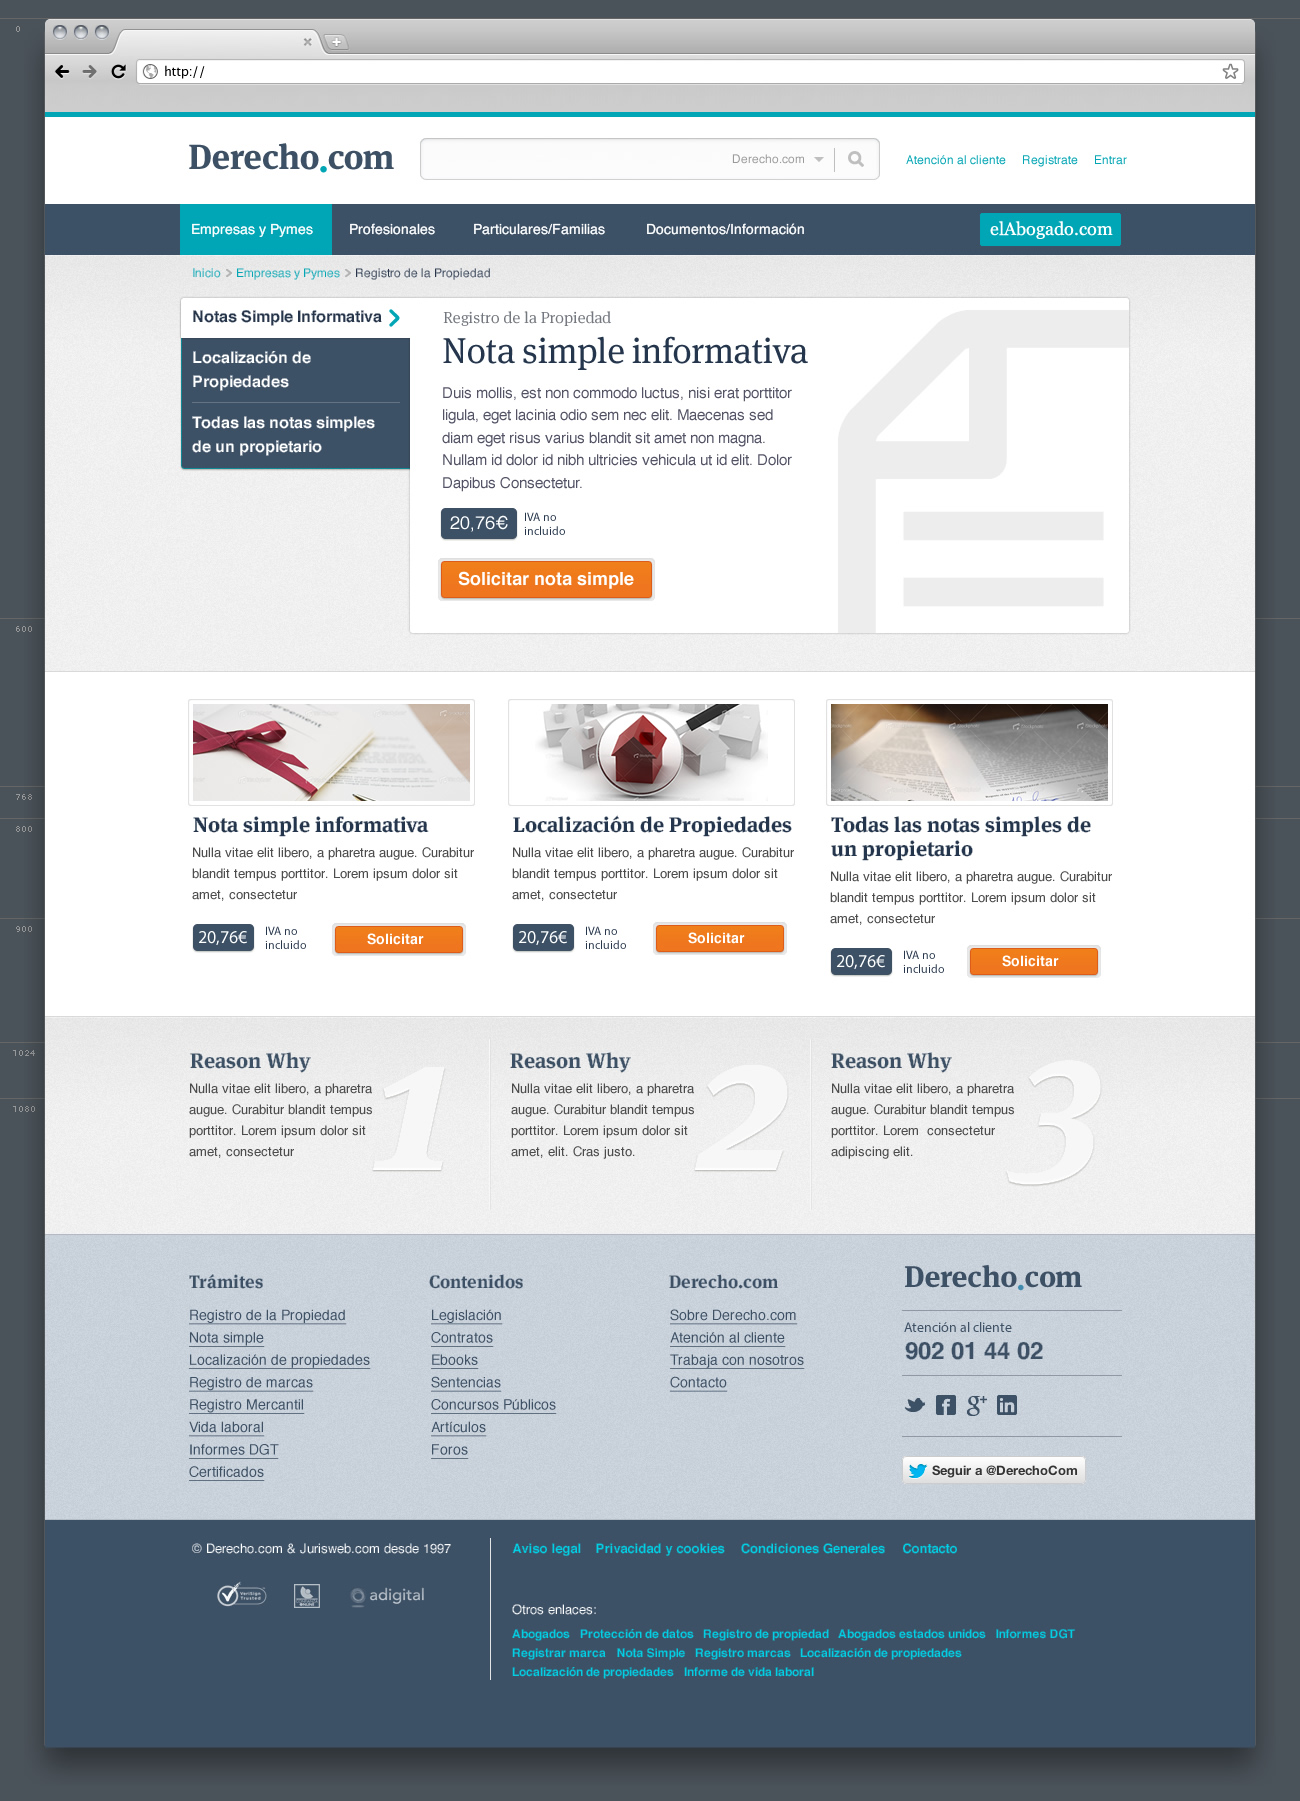 0
http://
Derecho.com
Derecho.com
Atención al cliente Registrate Entrar
Empresas y Pymes Profesionales Particulares/Familias Documentos/Información elAbogado.com
Inicio > Empresas y Pymes > Registro de la Propiedad
Notas Simple Informativa
Localización de
Propiedades
Todas las notas simples
de un propietario
Registro de la Propiedad
Nota simple informativa
Duis mollis, est non commodo luctus, nisi erat porttitor
ligula, eget lacinia odio sem nec elit. Maecenas sed
diam eget risus varius blandit sit amet non magna.
Nullam id dolor id nibh ultricies vehicula ut id elit. Dolor
Dapibus Consectetur.
20,76€
IVA no
incluido
Solicitar nota simple
600
768
800
900
1024
1080
Nota simple informativa
Nulla vitae elit libero, a pharetra augue. Curabitur
blandit tempus porttitor. Lorem ipsum dolor sit
amet, consectetur
20,76€
IVA no
incluido
Solicitar
Localización de Propiedades
Nulla vitae elit libero, a pharetra augue. Curabitur
blandit tempus porttitor. Lorem ipsum dolor sit
amet, consectetur
20,76€
IVA no
incluido
Solicitar
Todas las notas simples de
un propietario
Nulla vitae elit libero, a pharetra augue. Curabitur
blandit tempus porttitor. Lorem ipsum dolor sit
amet, consectetur
20,76€
IVA no
incluido
Solicitar
Reason Why
Nulla vitae elit libero, a pharetra
augue. Curabitur blandit tempus
porttitor. Lorem ipsum dolor sit
amet, consectetur
1
Reason Why
Nulla vitae elit libero, a pharetra
augue. Curabitur blandit tempus
porttitor. Lorem ipsum dolor sit
amet, elit. Cras justo.
2
Reason Why
Nulla vitae elit libero, a pharetra
augue. Curabitur blandit tempus
porttitor. Lorem consectetur
adipiscing elit.
3
Trámites
Registro de la Propiedad
Nota simple
Localización de propiedades
Registro de marcas
Registro Mercantil
Vida laboral
Informes DGT
Certificados
Contenidos
Legislación
Contratos
Ebooks
Sentencias
Concursos Públicos
Artículos
Foros
Derecho.com
Sobre Derecho.com
Atención al cliente
Trabaja con nosotros
Contacto
Derecho.com
Atención al cliente
902 01 44 02
Seguir a @DerechoCom
© Derecho.com & Jurisweb.com desde 1997
VeriSign
Trusted
adigital
Aviso legal Privacidad y cookies Condiciones Generales Contacto
Otros enlaces:
Abogados Protección de datos Registro de propiedad Abogados estados unidos Informes DGT
Registrar marca Nota Simple Registro marcas Localización de propiedades
Localización de propiedades Informe de vida laboral